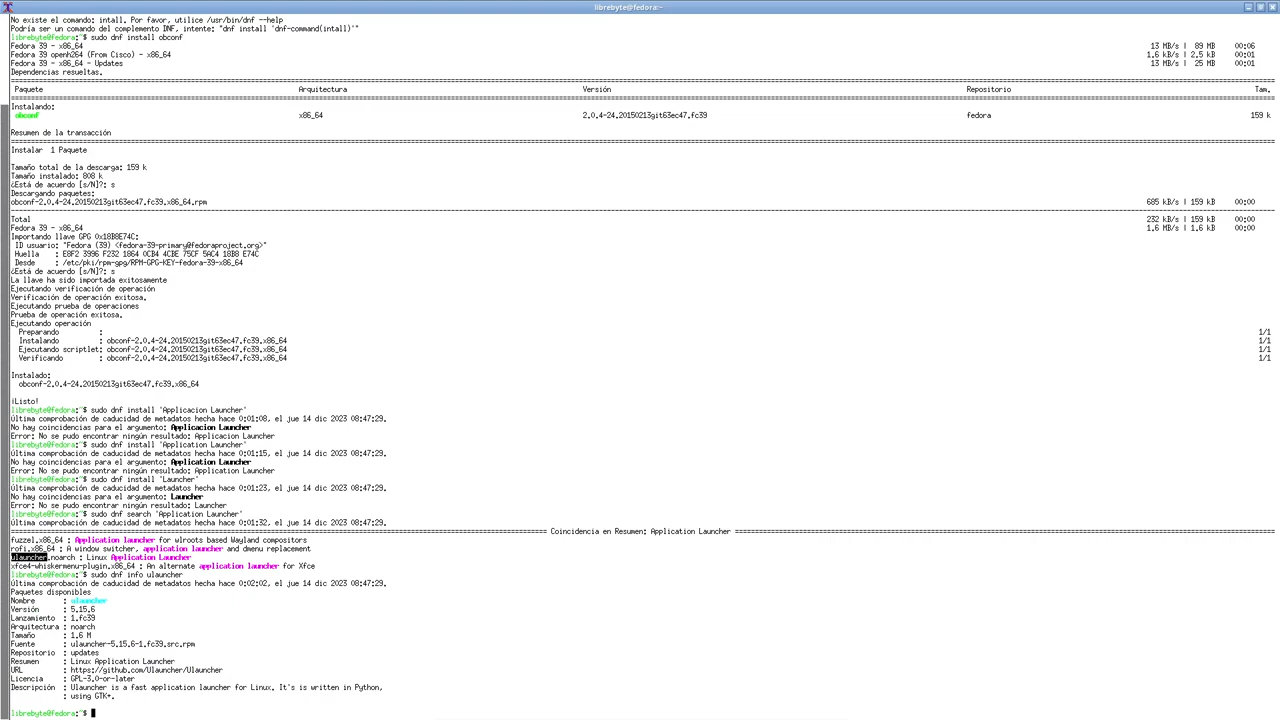 librebyte@fedora:~
No existe el comando: intall. Por favor, utilice /usr/bin/dnf --help
Podría ser un comando del complemento DNF, intente: "dnf install 'dnf-command(intall)'"
librebyte@fedora:~$ sudo dnf install obconf
Fedora 39 - x86_64 13 MB/s | 89 MB 00:06
Fedora 39 openh264 (From Cisco) - x86_64 1.6 kB/s | 2.5 kB 00:01
Fedora 39 - x86_64 - Updates 13 MB/s | 25 MB 00:01
Dependencias resueltas.
Paquete Arquitectura Versión Repositorio Tam.
Instalando:
obconf x86_64 2.0.4-24.20150213git63ec47.fc39 fedora 159 k
Resumen de la transacción
Instalar 1 Paquete
Tamaño total de la descarga: 159 k
Tamaño instalado: 808 k
¿Está de acuerdo [s/N]?: s
Descargando paquetes:
obconf-2.0.4-24.20150213git63ec47.fc39.x86_64.rpm 685 kB/s | 159 kB 00:00
Total 232 kB/s | 159 kB 00:00
Fedora 39 - x86_64 1.6 MB/s | 1.6 kB 00:00
Importando llave GPG 0x18B8E74C:
ID usuario: "Fedora (39) <fedora-39-primary@fedoraproject.org>"
Huella : E8F2 3996 F232 1864 0CB4 4CBE 75CF 5AC4 18B8 E74C
Desde : /etc/pki/rpm-gpg/RPM-GPG-KEY-fedora-39-x86_64
¿Está de acuerdo [s/N]?: s
La llave ha sido importada exitosamente
Ejecutando verificación de operación
Verificación de operación exitosa.
Ejecutando prueba de operaciones
Prueba de operación exitosa.
Ejecutando operación
Preparando : 1/1
Instalando : obconf-2.0.4-24.20150213git63ec47.fc39.x86_64 1/1
Ejecutando scriptlet: obconf-2.0.4-24.20150213git63ec47.fc39.x86_64 1/1
Verificando : obconf-2.0.4-24.20150213git63ec47.fc39.x86_64 1/1
Instalado:
obconf-2.0.4-24.20150213git63ec47.fc39.x86_64
¡Listo!
librebyte@fedora:~$ sudo dnf install 'Applicacion Launcher'
Última comprobación de caducidad de metadatos hecha hace 0:01:08, el jue 14 dic 2023 08:47:29.
No hay coincidencias para el argumento: Applicacion Launcher
Error: No se pudo encontrar ningún resultado: Applicacion Launcher
librebyte@fedora:~$ sudo dnf install 'Application Launcher'
Última comprobación de caducidad de metadatos hecha hace 0:01:15, el jue 14 dic 2023 08:47:29.
No hay coincidencias para el argumento: Application Launcher
Error: No se pudo encontrar ningún resultado: Application Launcher
librebyte@fedora:~$ sudo dnf install 'Launcher'
Última comprobación de caducidad de metadatos hecha hace 0:01:23, el jue 14 dic 2023 08:47:29.
No hay coincidencias para el argumento: Launcher
Error: No se pudo encontrar ningún resultado: Launcher
librebyte@fedora:~$ sudo dnf search 'Application Launcher'
Última comprobación de caducidad de metadatos hecha hace 0:01:32, el jue 14 dic 2023 08:47:29.
Coincidencia en Resumen: Application Launcher
fuzzel.x86_64 : Application launcher for wlroots based Wayland compositors
rofi.x86_64 : A window switcher, application launcher and dmenu replacement
ulauncher.noarch : Linux Application Launcher
xfce4-whiskermenu-plugin.x86_64 : An alternate application launcher for Xfce
librebyte@fedora:~$ sudo dnf info ulauncher
Última comprobación de caducidad de metadatos hecha hace 0:02:02, el jue 14 dic 2023 08:47:29.
Paquetes disponibles
Nombre : ulauncher
Versión : 5.15.6
Lanzamiento : 1.fc39
Arquitectura : noarch
Tamaño : 1.6 M
Fuente : ulauncher-5.15.6-1.fc39.src.rpm
Repositorio : updates
Resumen : Linux Application Launcher
URL : https://github.com/Ulauncher/Ulauncher
Licencia : GPL-3.0-or-later
Descripción : Ulauncher is a fast application launcher for Linux. It's is written in Python,
: using GTK+.
librebyte@fedora:~$